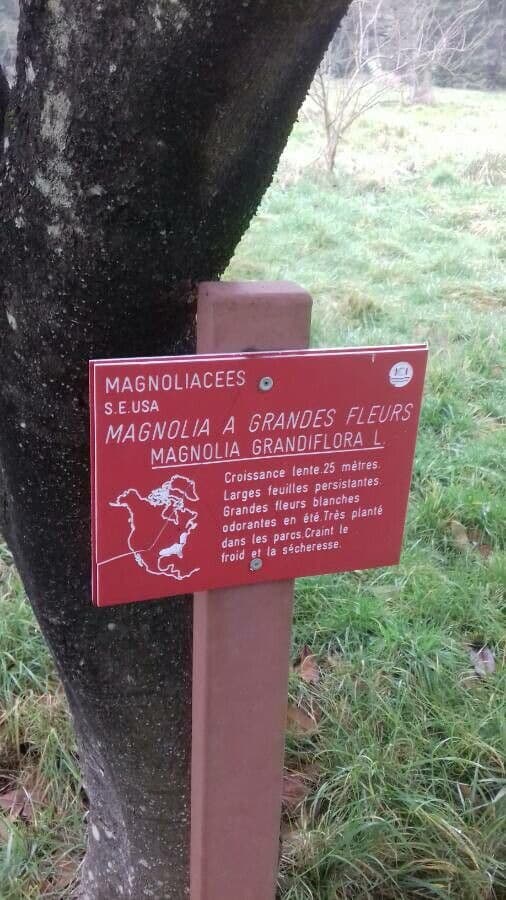 MAGNOLIACEES
S.E.USA
MAGNOLIA A GRANDES FLEURS
MAGNOLIA GRANDIFLORA L.
Croissance lente.25 mètres.
Larges feuilles persistantes.
Grandes fleurs blanches
odorantes en été.Très planté
dans les parcs.Craint le
froid et la sécheresse.